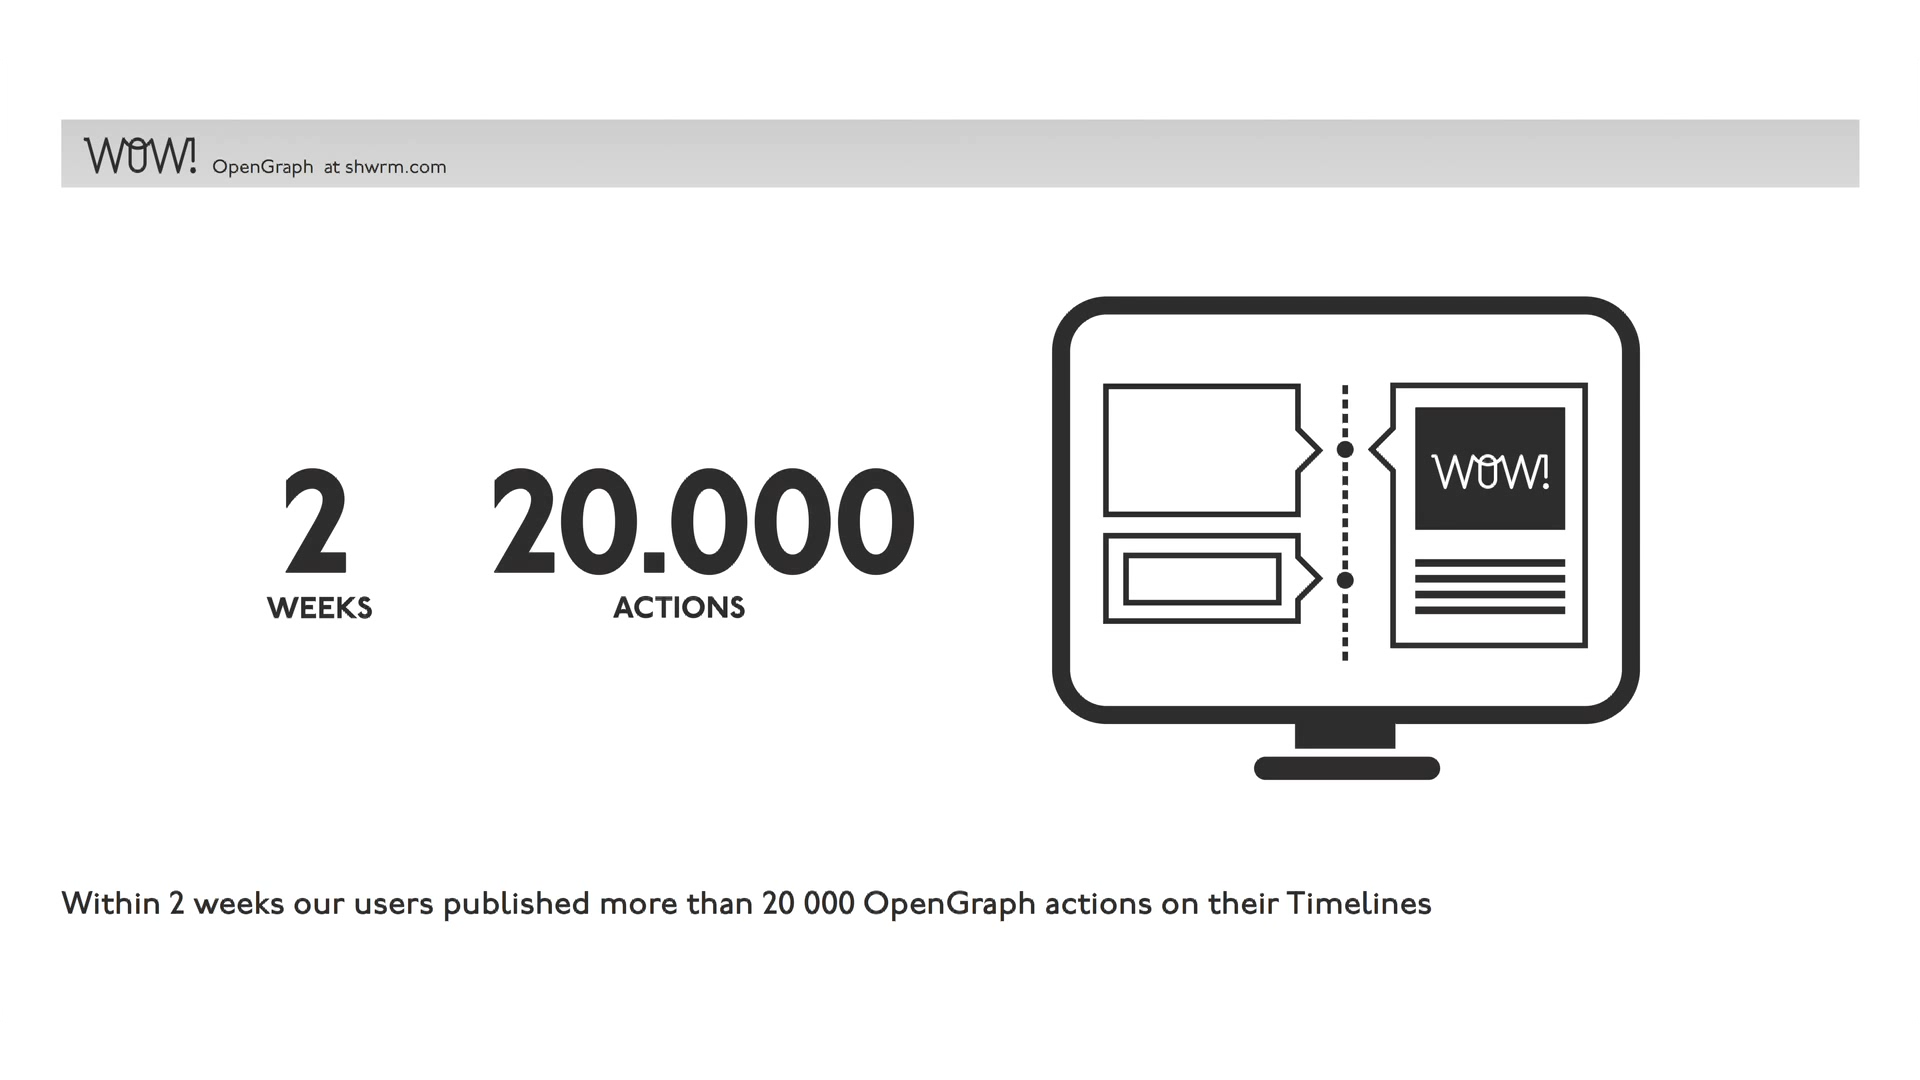 WOW! OpenGraph at shwrm.com
2 20.000
WEEKS ACTIONS
WOW!
Within 2 weeks our users published more than 20 000 OpenGraph actions on their Timelines